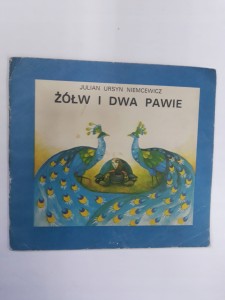 JULIAN URSYN NIEMCEWICZ
ŻÓŁW I DWA PAWIE